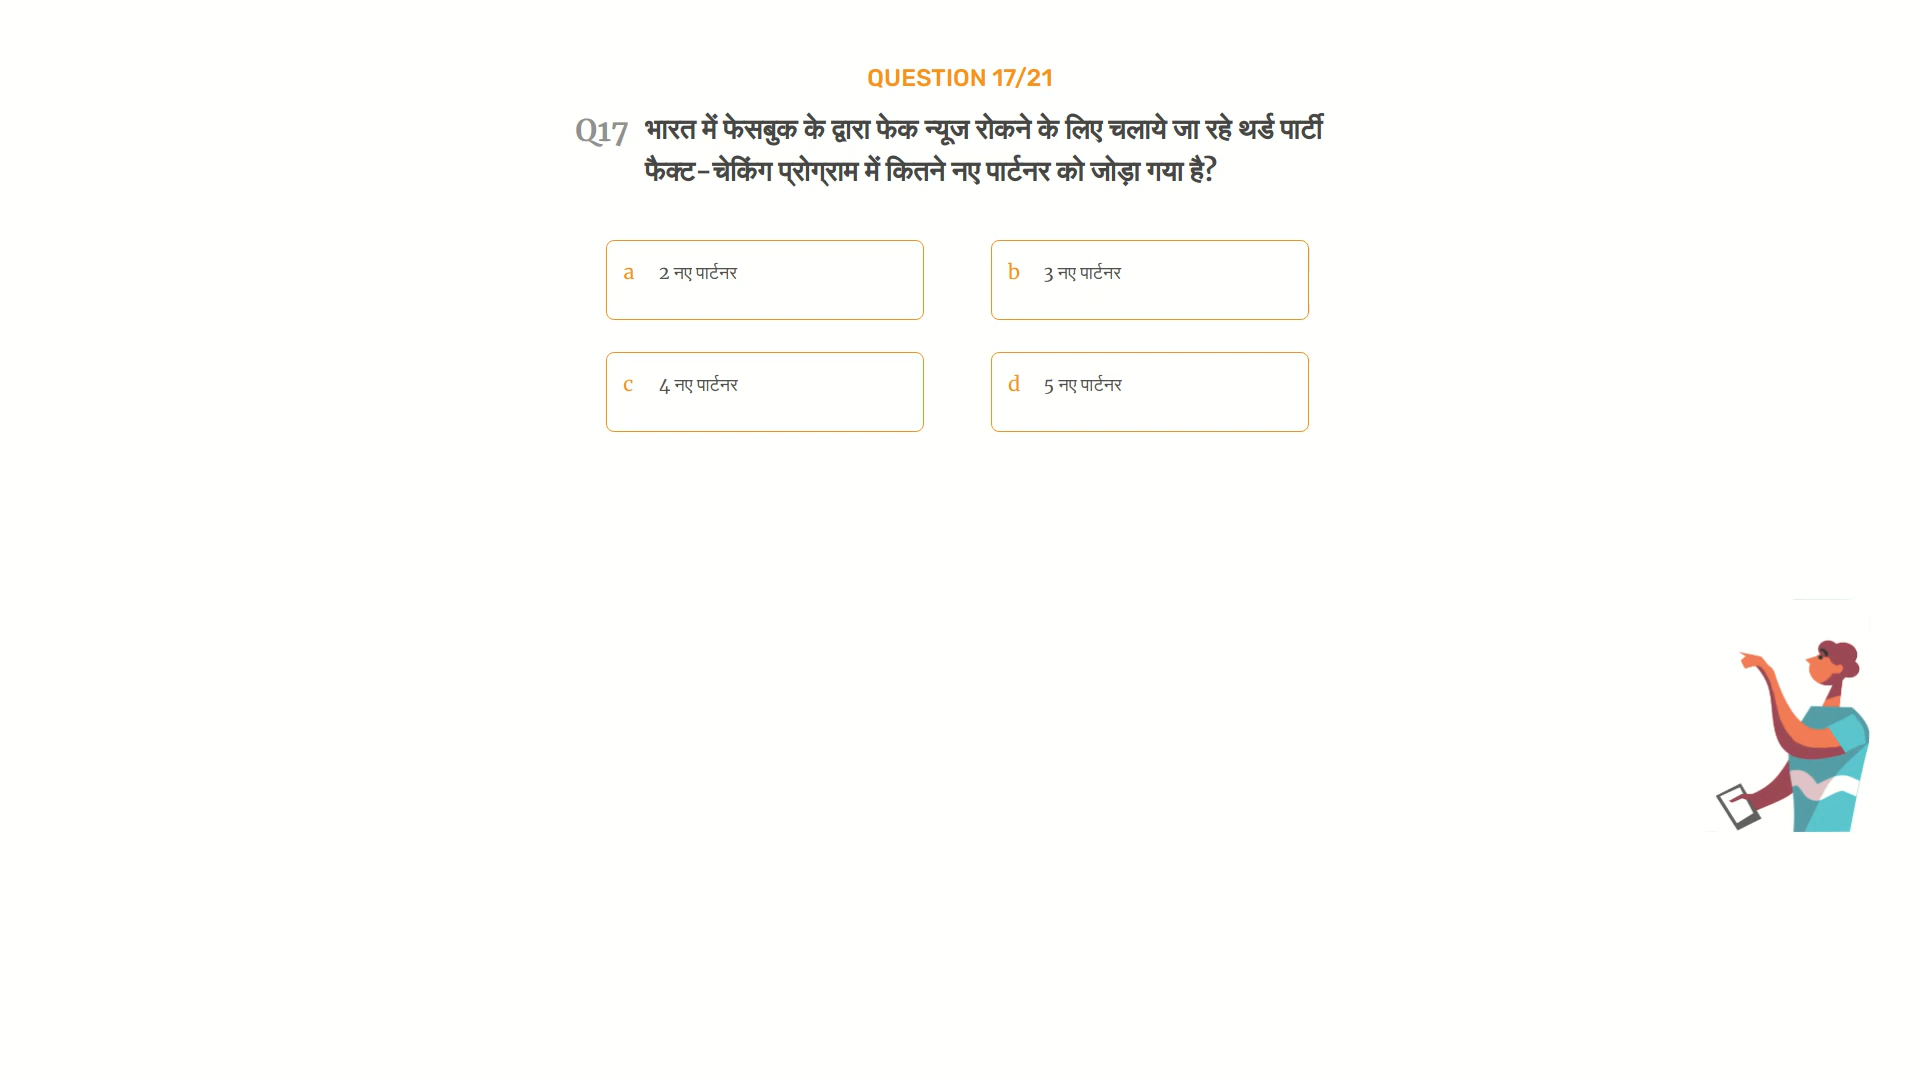 QUESTION 17/21
Q17 भारत में फेसबुक के द्वारा फेक न्यूज रोकने के लिए चलाये जा रहे थर्ड पार्टी
फैक्ट-चेकिंग प्रोग्राम में कितने नए पार्टनर को जोड़ा गया है?
a 2 नए पार्टनर
b 3 नए पार्टनर
c 4 नए पार्टनर
d 5 नए पार्टनर